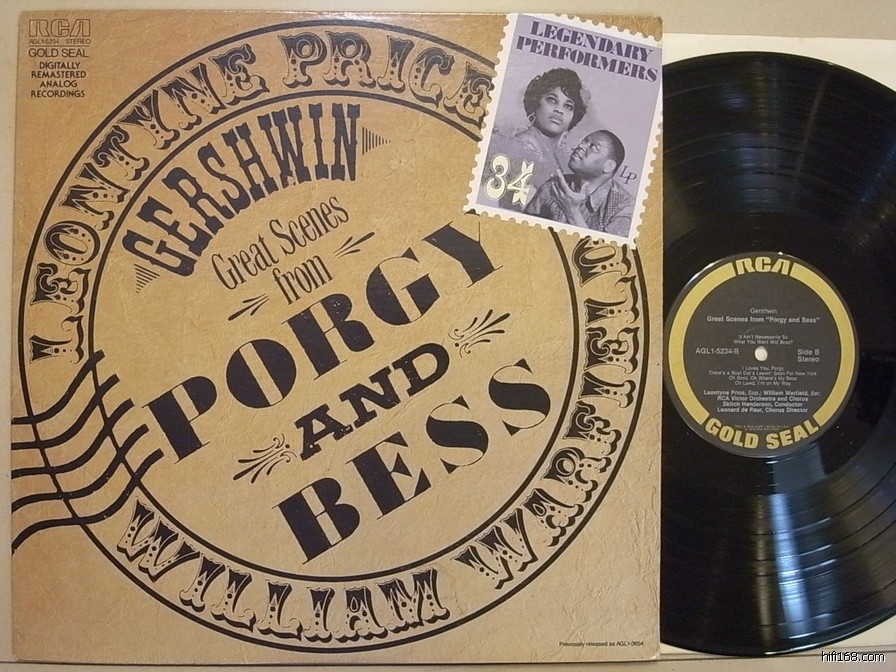 RCA
AGL1-5234 STEREO
GOLD SEAL
DIGITALLY
REMASTERED
ANALOG
RECORDINGS
LEONTYNE PRICE
GERSHWIN
Great Scenes
from
PORGY
AND
BESS
WILLIAM WARFIELD
LEGENDARY
PERFORMERS
34
LP
Previously released as AGL1-3654
RCA
Gershwin
Great Scenes from "Porgy and Bess"
It Ain't Necessarily So
What You Want Wid Bess?
AGL1-5234-B
Side B
Stereo
I Loves You, Porgy
There's a Boat Dat's Leavin' Soon For New York
Oh Bess, Oh Where's My Bess
Oh Lawd, I'm on My Way
Leontyne Price, Sop.; William Warfield, Bar.
RCA Victor Orchestra and Chorus
Skitch Henderson, Conductor
Leonard de Paur, Chorus Director
GOLD SEAL
hifi168.com